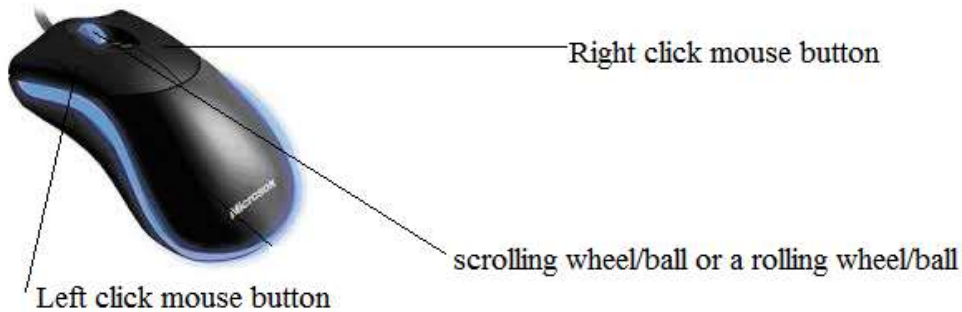 Right click mouse button
Microsoft
scrolling wheel/ball or a rolling wheel/ball
Left click mouse button